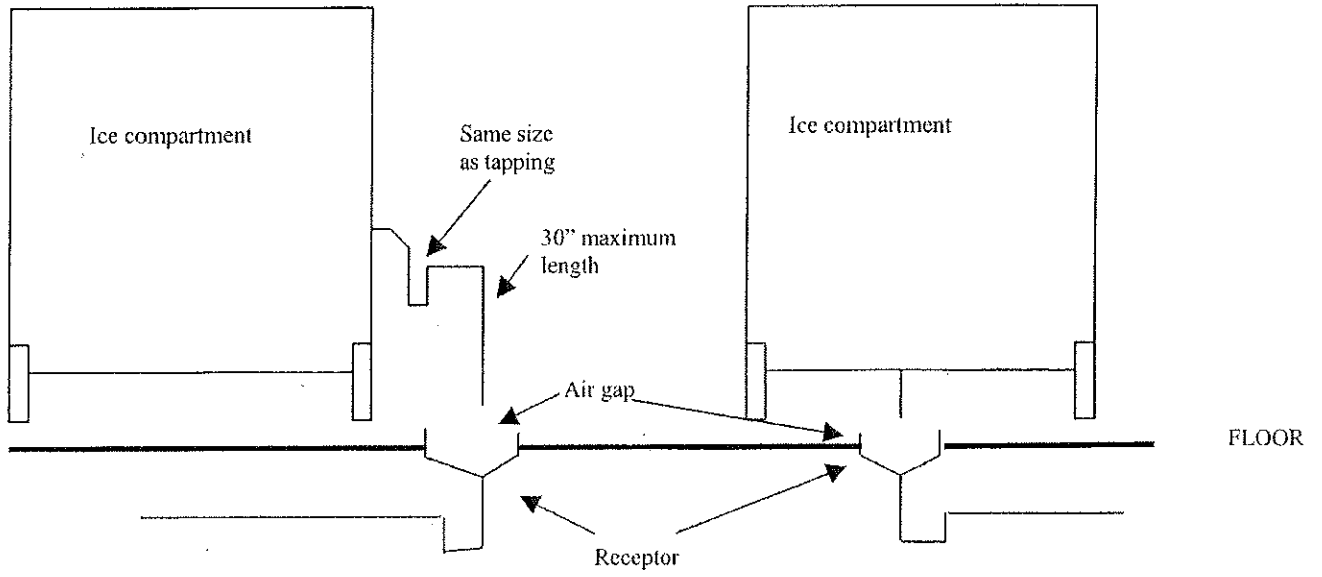 Ice compartment
Same size
as tapping
30” maximum
length
Ice compartment
Air gap
FLOOR
Receptor